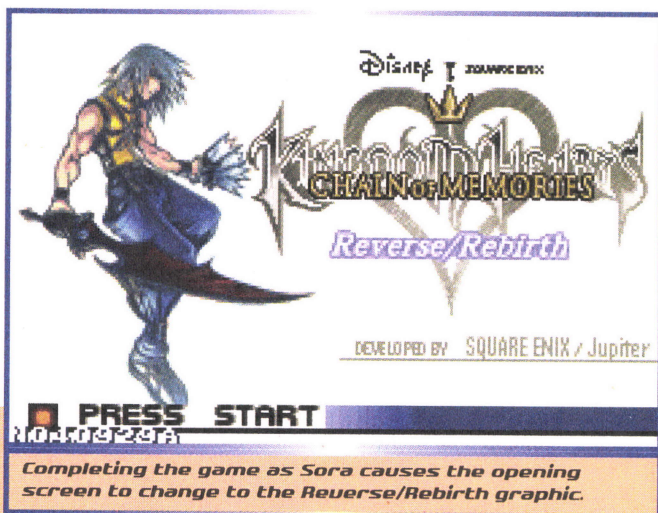 Disney SQUARE ENIX
KINGDOM HEARTS
CHAIN OF MEMORIES
Reverse/Rebirth
DEVELOPED BY SQUARE ENIX / Jupiter
PRESS START
Completing the game as Sora causes the opening
screen to change to the Reverse/Rebirth graphic.